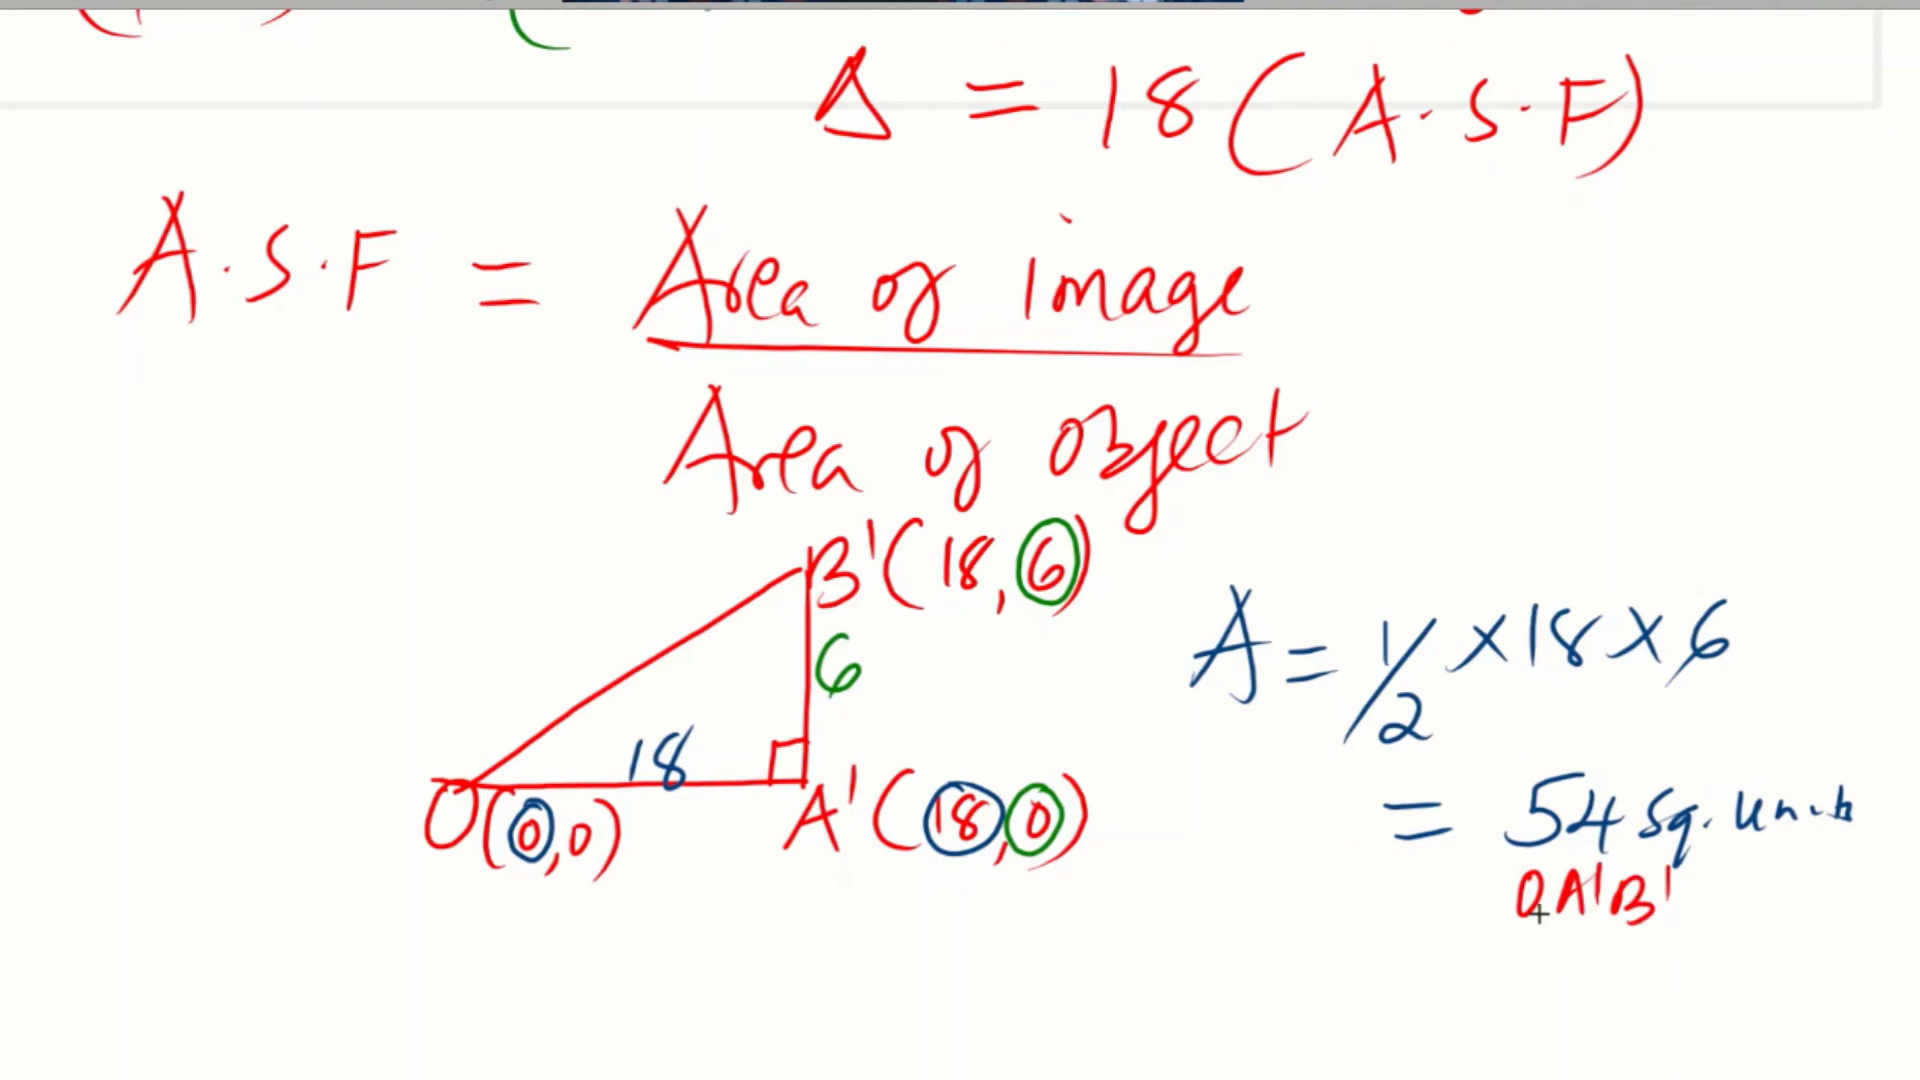 Δ = 18 (A.S.F)
A.S.F = Area of image
Area of object
B'(18, 6)
6
18
O(0,0)
A'(18,0)
A = 1/2 × 18 × 6
= 54 sq. units
OA'B'